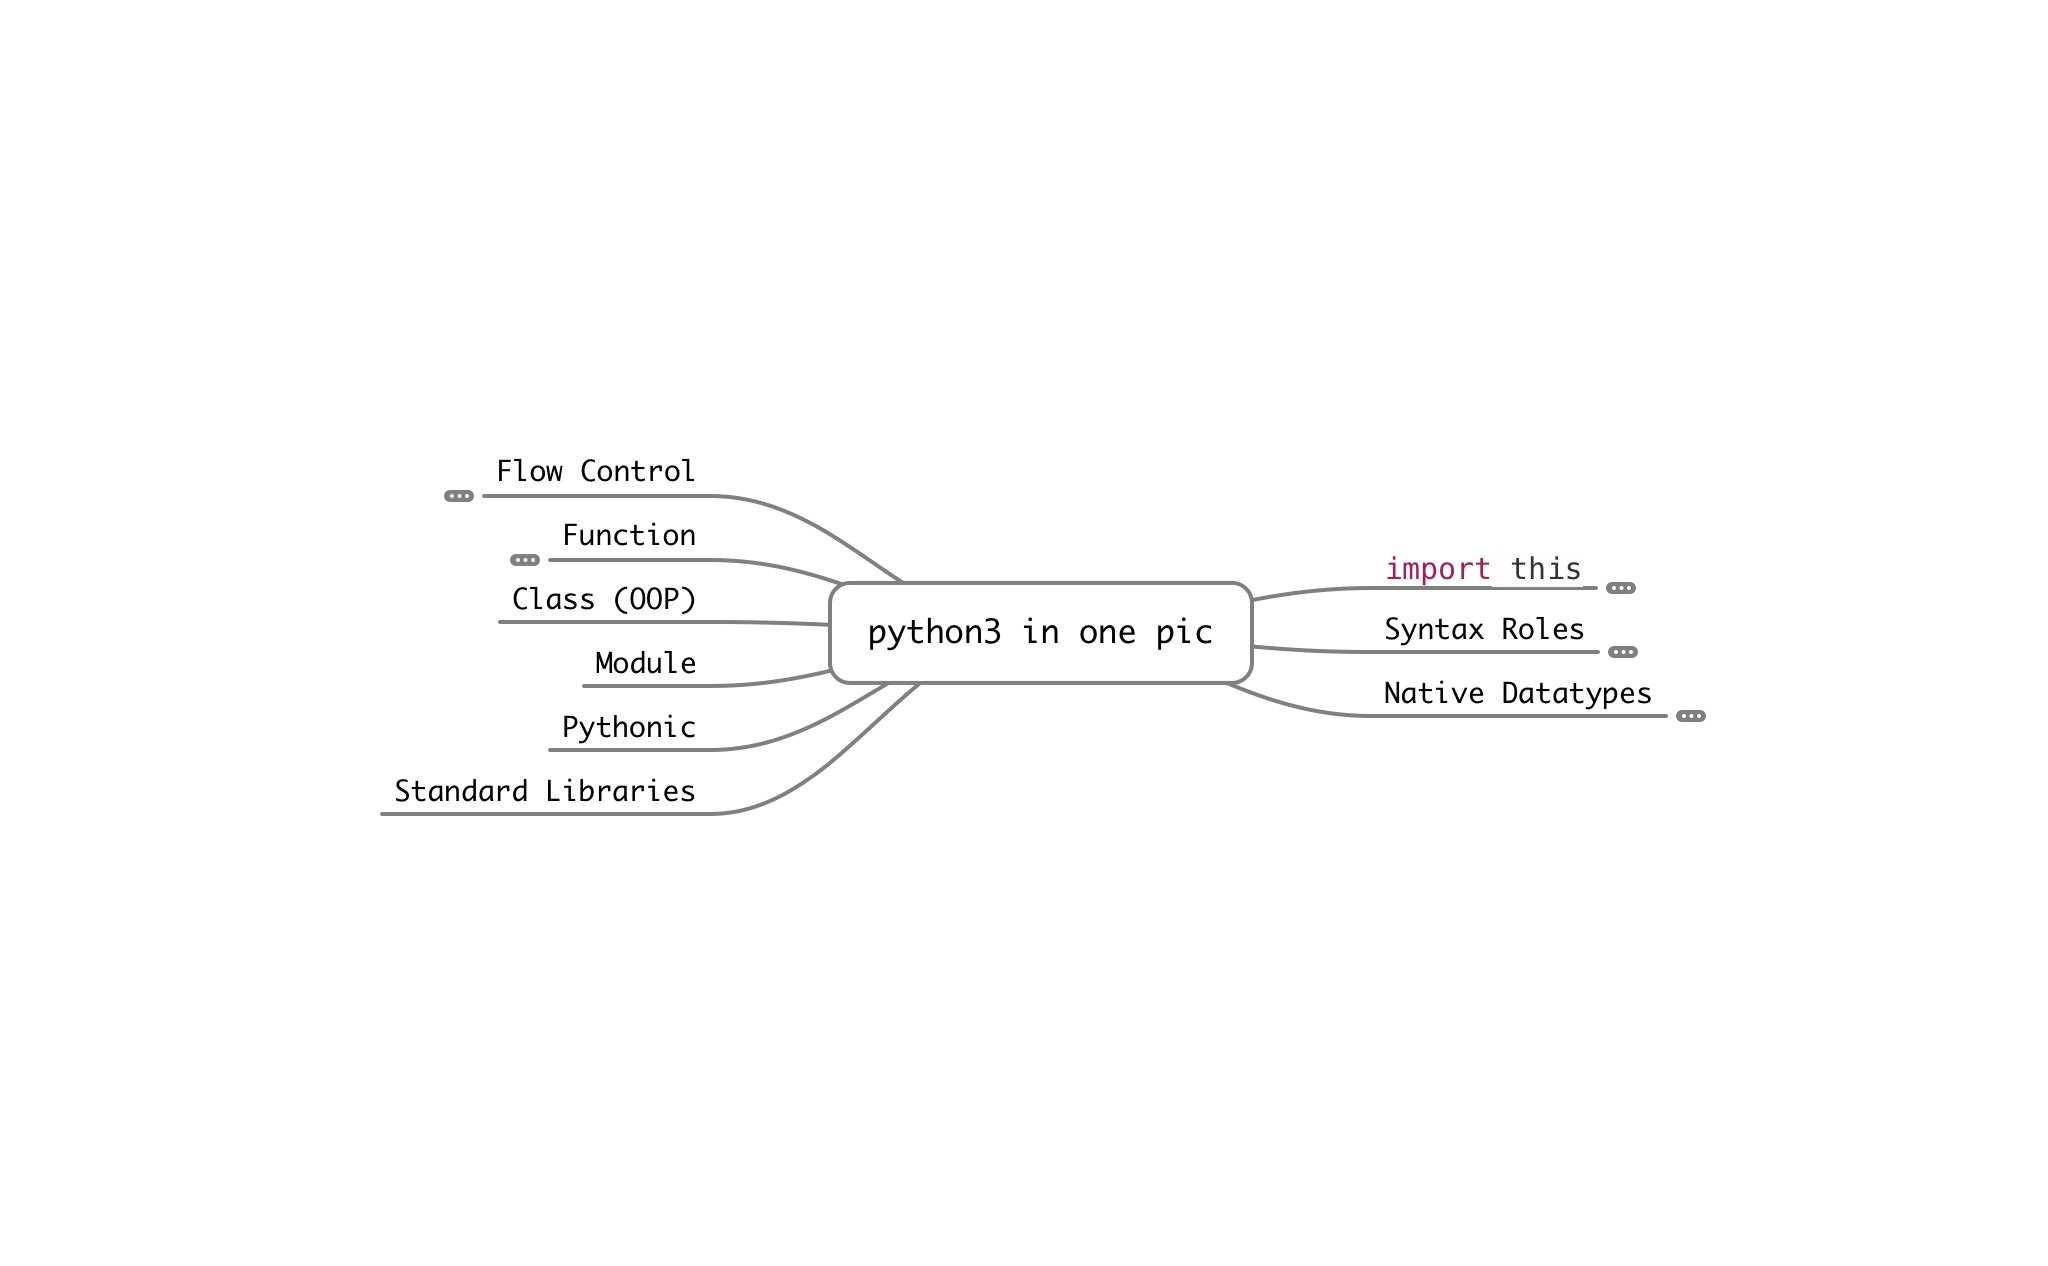 Flow Control
Function
Class (OOP)
Module
Pythonic
Standard Libraries
python3 in one pic
import this
Syntax Roles
Native Datatypes